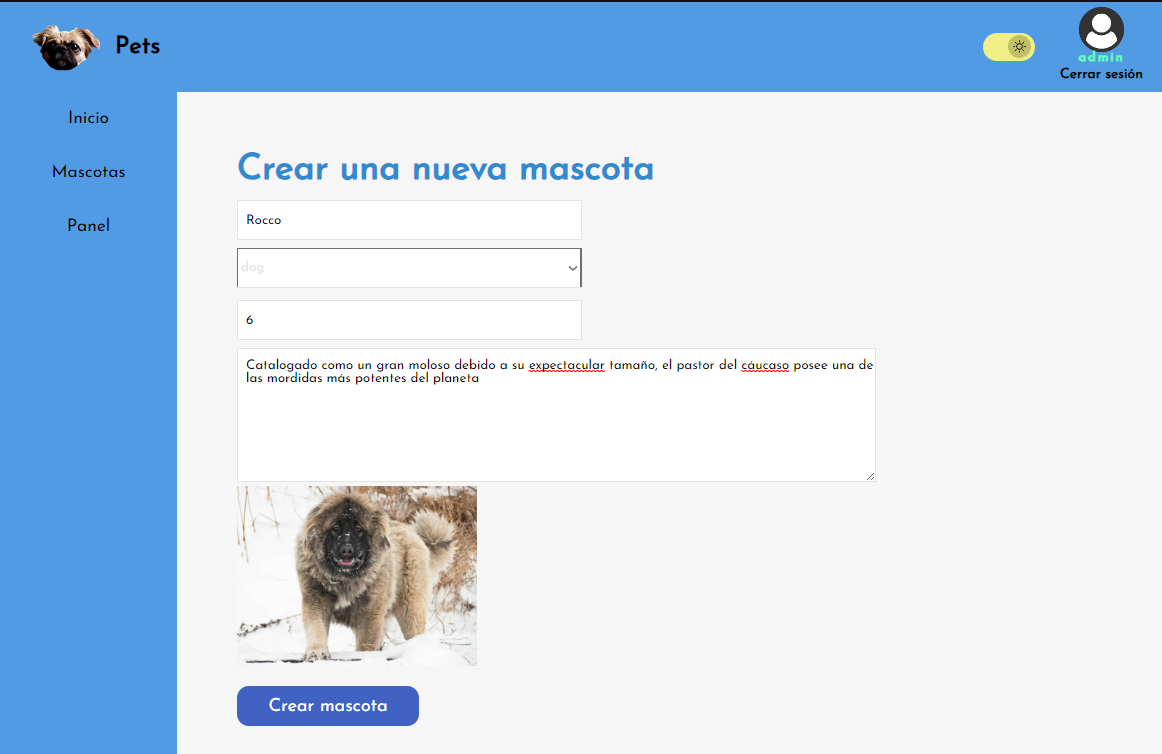 Pets
admin
Cerrar sesión
Inicio
Mascotas
Panel
Crear una nueva mascota
Rocco
dog
6
Catalogado como un gran moloso debido a su expectacular tamaño, el pastor del cáucaso posee una de
las mordidas más potentes del planeta
Crear mascota